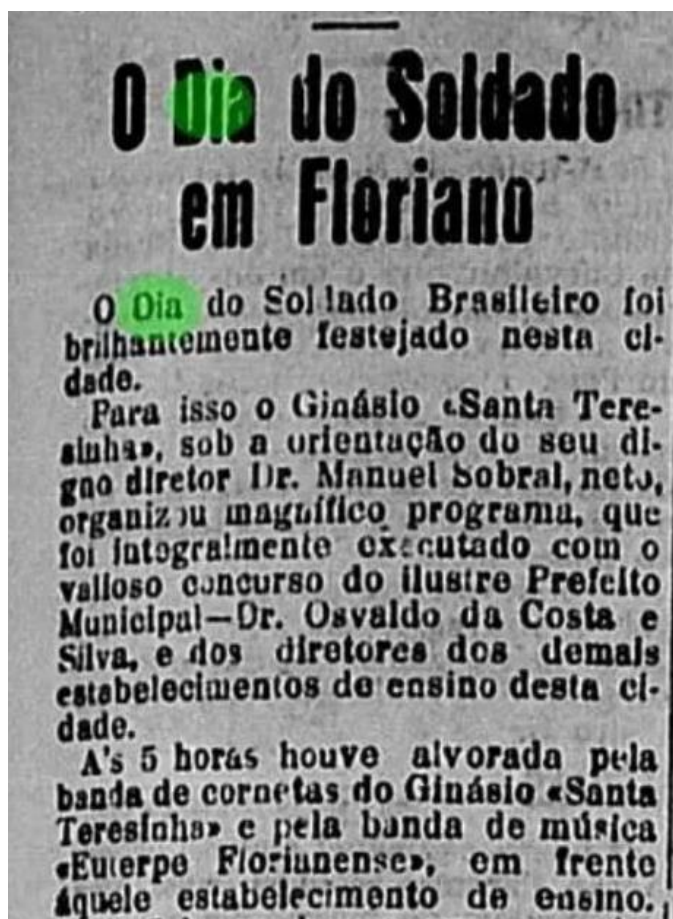 O Dia do Soldado
em Floriano
O Dia do Soldado Brasileiro foi
brilhantemente festejado nesta ci-
dade.
Para isso o Ginásio «Santa Tere-
sinha», sob a orientação do seu di-
gno diretor Dr. Manuel Sobral, neto,
organizou magnífico programa, que
foi integralmente executado com o
valioso concurso do ilustre Prefeito
Municipal—Dr. Osvaldo da Costa e
Silva, e dos diretores dos demais
estabelecimentos de ensino desta ci-
dade.
A's 5 horas houve alvorada pela
banda de cornetas do Ginásio «Santa
Teresinha» e pela banda de música
«Euterpe Florianense», em frente
áquele estabelecimento de ensino.